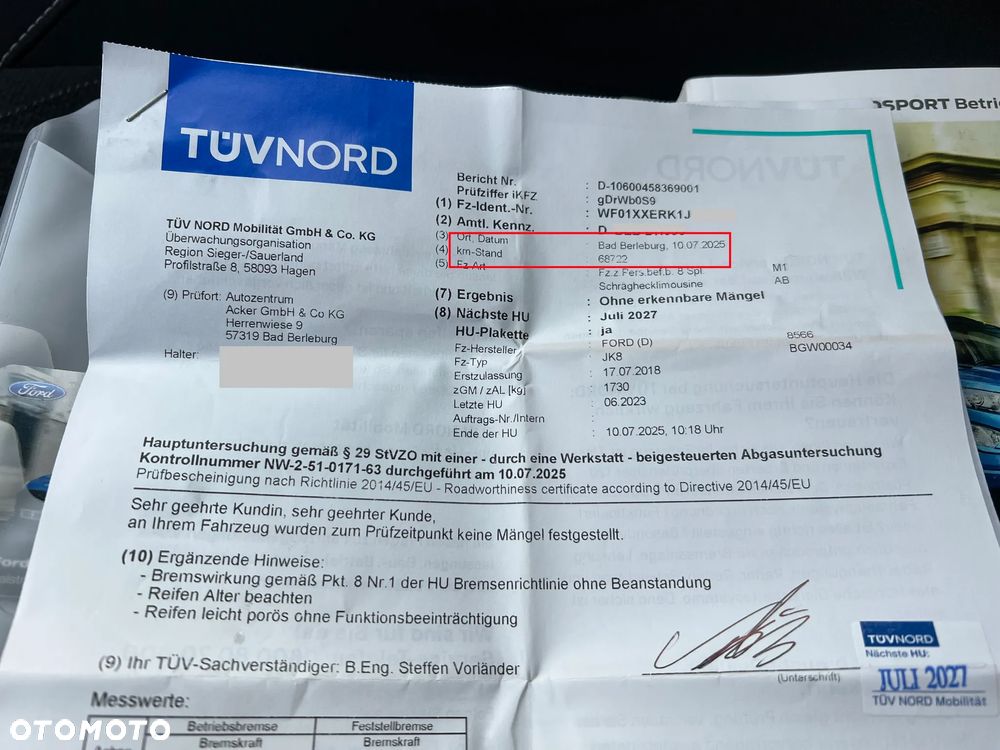 TÜVNORD
OSPORT Betrie
TÜV NORD Mobilität GmbH & Co. KG
Überwachungsorganisation
Region Sieger-/Sauerland
Profilstraße 8, 58093 Hagen
(9) Prüfort: Autozentrum
Acker GmbH & Co KG
Herrenwiese 9
57319 Bad Berleburg
Halter:
Bericht Nr. : D-10600458369001
Prüfziffer iKFZ : gDrWb0S9
(1) Fz-Ident.-Nr. : WF01XXERK1J
(2) Amtl. Kennz. : D
(3) Ort, Datum : Bad Berleburg, 10.07.2025
(4) km-Stand : 68722
(5) Fz-Art : Fz.z.Pers.bef.b. 8 Spl. M1
Schräghecklimousine AB
(7) Ergebnis : Ohne erkennbare Mängel
(8) Nächste HU : Juli 2027
HU-Plakette : ja
Fz-Hersteller : FORD (D) 8566
Fz-Typ : JK8 BGW00034
Erstzulassung : 17.07.2018
zGM / zAL [kg] : 1730
Letzte HU : 06.2023
Auftrags-Nr./Intern
Ende der HU : 10.07.2025, 10:18 Uhr
Hauptuntersuchung gemäß § 29 StVZO mit einer - durch eine Werkstatt - beigesteuerten Abgasuntersuchung
Kontrollnummer NW-2-51-0171-63 durchgeführt am 10.07.2025
Prüfbescheinigung nach Richtlinie 2014/45/EU - Roadworthiness certificate according to Directive 2014/45/EU
Sehr geehrte Kundin, sehr geehrter Kunde,
an Ihrem Fahrzeug wurden zum Prüfzeitpunkt keine Mängel festgestellt.
(10) Ergänzende Hinweise:
- Bremswirkung gemäß Pkt. 8 Nr.1 der HU Bremsenrichtlinie ohne Beanstandung
- Reifen Alter beachten
- Reifen leicht porös ohne Funktionsbeeinträchtigung
(9) Ihr TÜV-Sachverständiger: B.Eng. Steffen Vorländer
(Unterschrift)
TÜVNORD
Nächste HU:
JULI 2027
TÜV NORD Mobilität
Messwerte:
Betriebsbremse Feststellbremse
Bremskraft Bremskraft
Ford
OTOMOTO